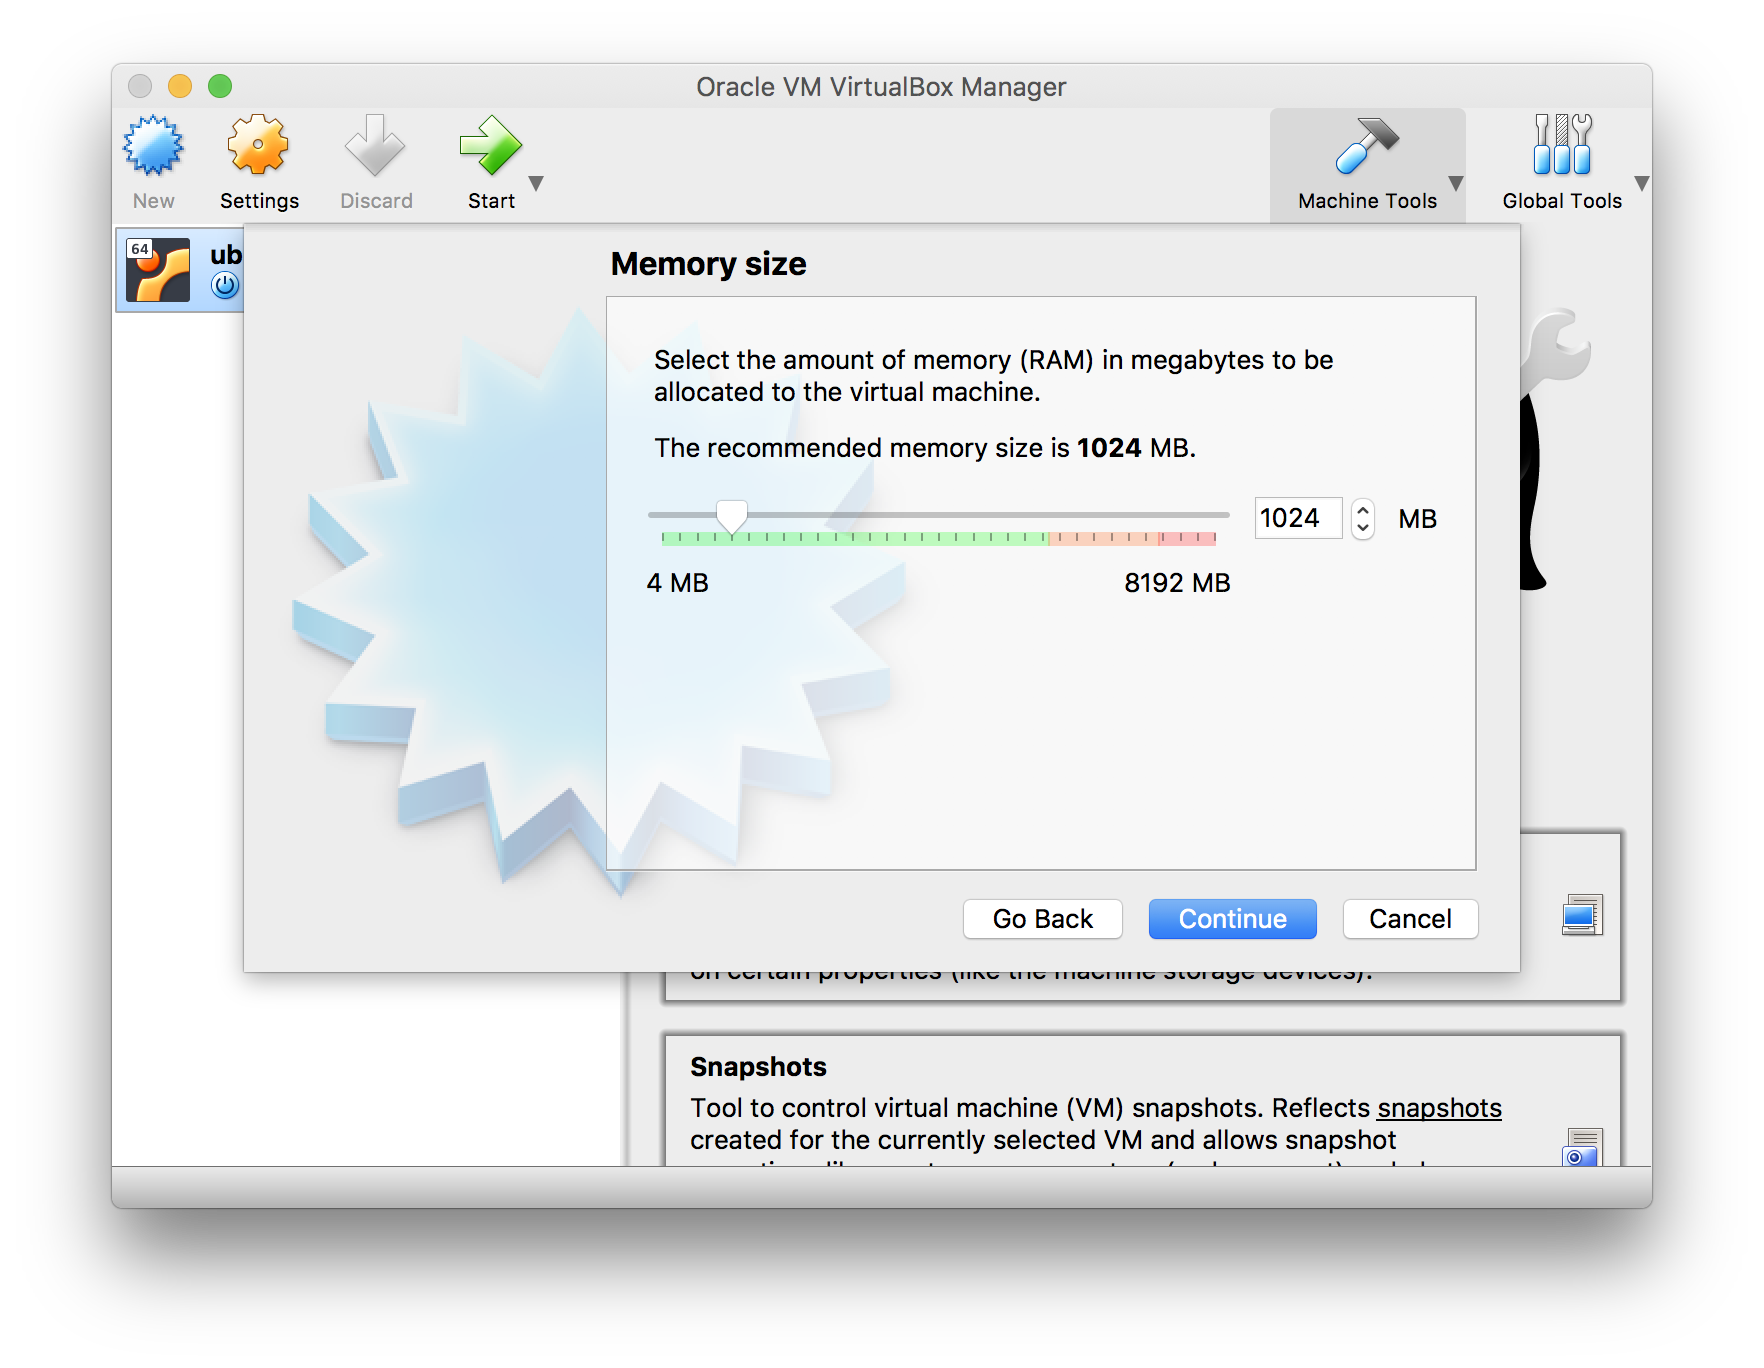 Oracle VM VirtualBox Manager
New
Settings
Discard
Start
Machine Tools
Global Tools
64
ub
Memory size
Select the amount of memory (RAM) in megabytes to be
allocated to the virtual machine.
The recommended memory size is 1024 MB.
1024
MB
4 MB
8192 MB
Go Back
Continue
Cancel
on certain properties (like the machine storage devices).
Snapshots
Tool to control virtual machine (VM) snapshots. Reflects snapshots
created for the currently selected VM and allows snapshot